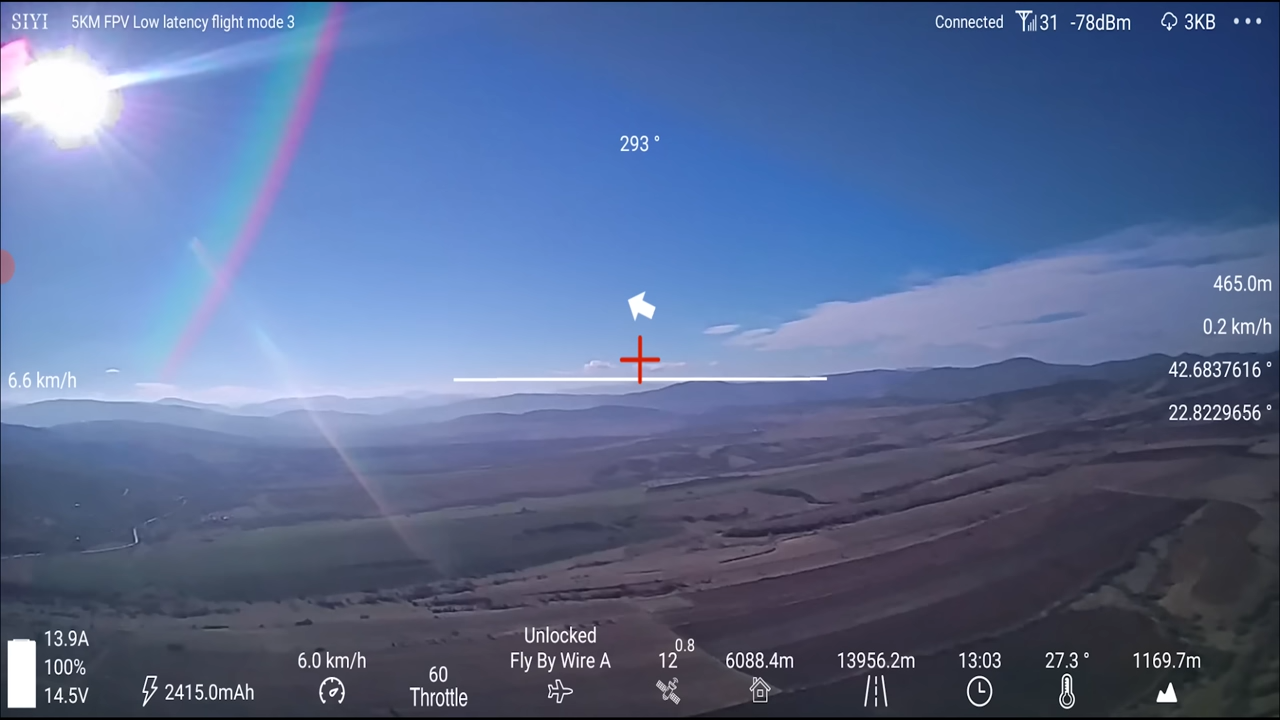 SIYI 5KM FPV Low latency flight mode 3 Connected 31 -78dBm 3KB
293 °
465.0m
0.2 km/h
6.6 km/h 42.6837616 °
22.8229656 °
13.9A
100%
14.5V
2415.0mAh
6.0 km/h
60
Throttle
Unlocked
Fly By Wire A
0.8
12
6088.4m
13956.2m
13:03
27.3 °
1169.7m